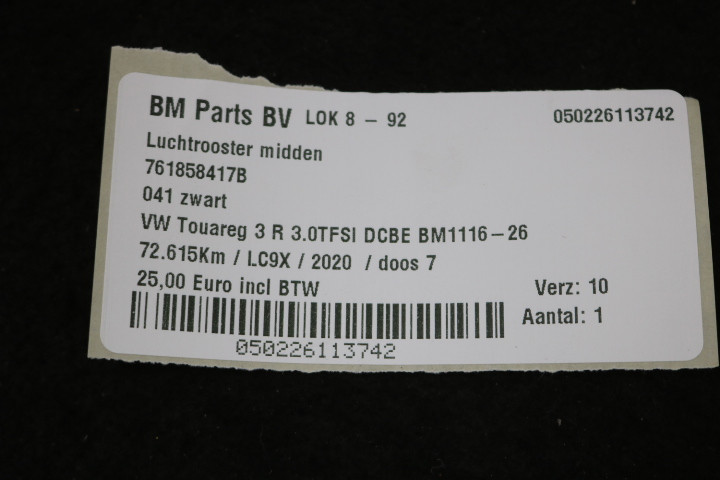 BM Parts BV LOK 8 - 92 050226113742
Luchtrooster midden
761858417B
041 zwart
VW Touareg 3 R 3.0TFSI DCBE BM1116-26
72.615Km / LC9X / 2020 / doos 7
25,00 Euro incl BTW Verz: 10
Aantal: 1
050226113742